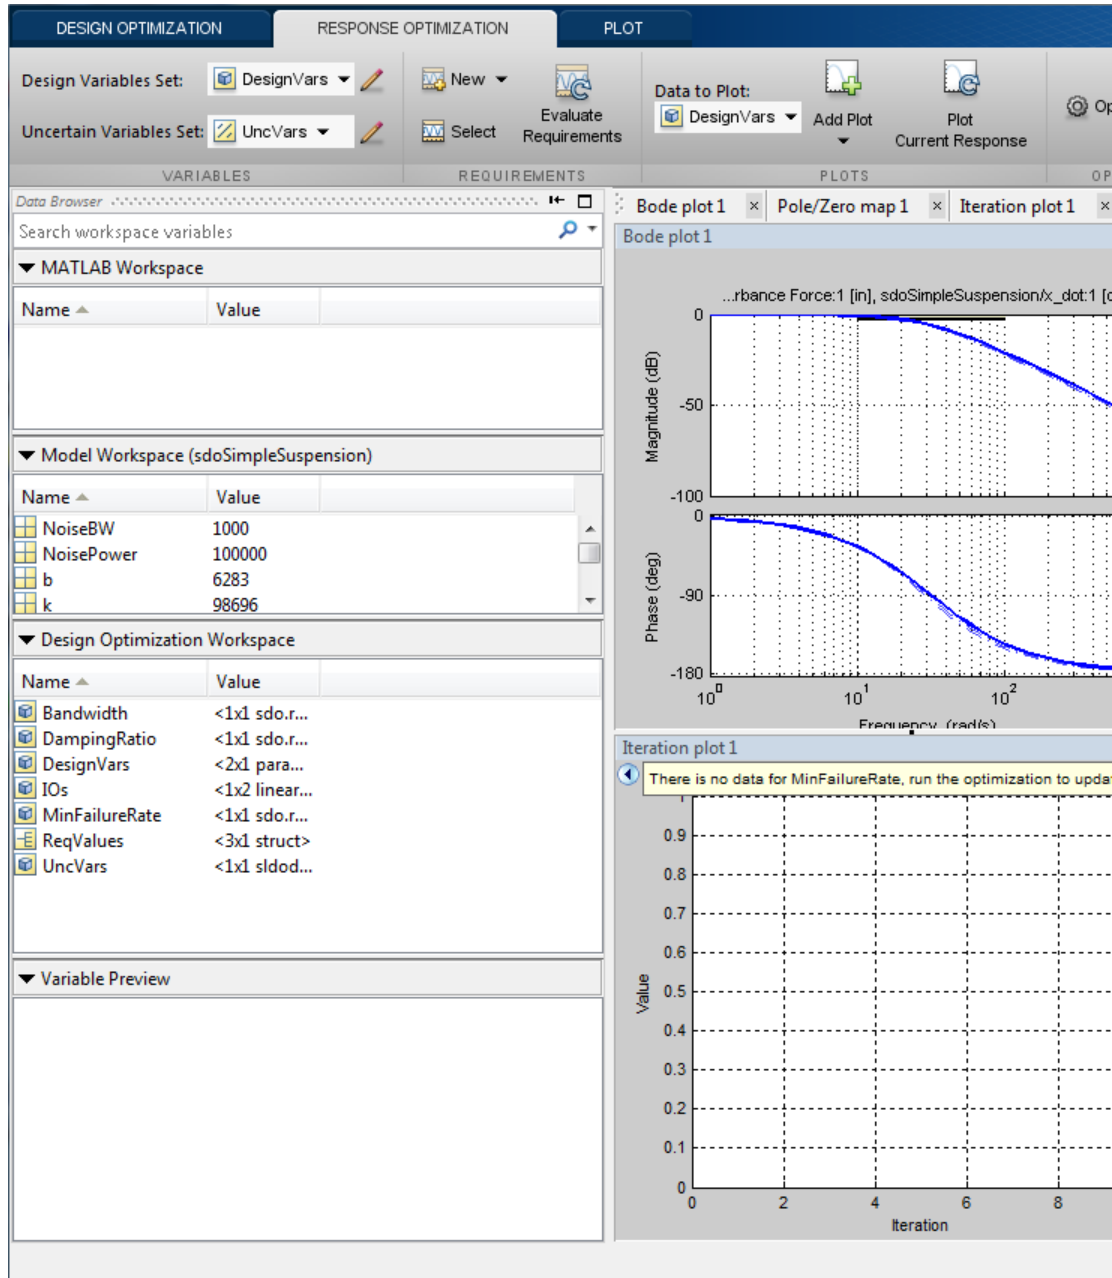 DESIGN OPTIMIZATION RESPONSE OPTIMIZATION PLOT
Design Variables Set: DesignVars New
Evaluate Requirements
Data to Plot:
DesignVars
Add Plot
Plot Current Response
Op
Uncertain Variables Set: UncVars Select
VARIABLES REQUIREMENTS PLOTS OP
Data Browser
Search workspace variables
MATLAB Workspace
Name Value
Model Workspace (sdoSimpleSuspension)
Name Value
NoiseBW 1000
NoisePower 100000
b 6283
k 98696
Design Optimization Workspace
Name Value
Bandwidth <1x1 sdo.r...
DampingRatio <1x1 sdo.r...
DesignVars <2x1 para...
IOs <1x2 linear...
MinFailureRate <1x1 sdo.r...
ReqValues <3x1 struct>
UncVars <1x1 sldod...
Variable Preview
Bode plot 1 × Pole/Zero map 1 × Iteration plot 1 ×
Bode plot 1
...rbance Force:1 [in], sdoSimpleSuspension/x_dot:1 [o
Magnitude (dB)
0
-50
-100
Phase (deg)
0
-90
-180
10^0 10^1 10^2
Frequency (rad/s)
Iteration plot 1
There is no data for MinFailureRate, run the optimization to upda
Value
1
0.9
0.8
0.7
0.6
0.5
0.4
0.3
0.2
0.1
0
0 2 4 6 8
Iteration